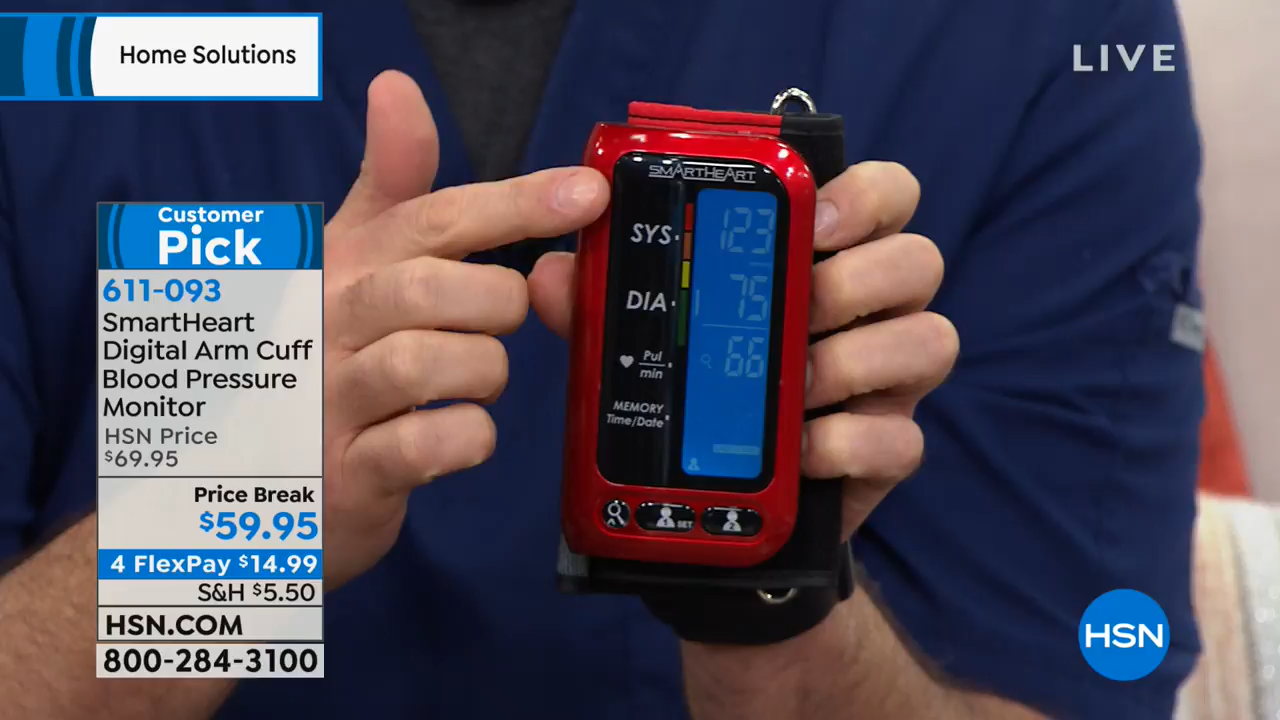 Home Solutions
LIVE
Customer
Pick
611-093
SmartHeart
Digital Arm Cuff
Blood Pressure
Monitor
HSN Price
$69.95
Price Break
$59.95
4 FlexPay $14.99
S&H $5.50
HSN.COM
800-284-3100
SMARTHEART
SYS
123
DIA
75
Pul
min
66
MEMORY
Time/Date
1 SET
2
HSN